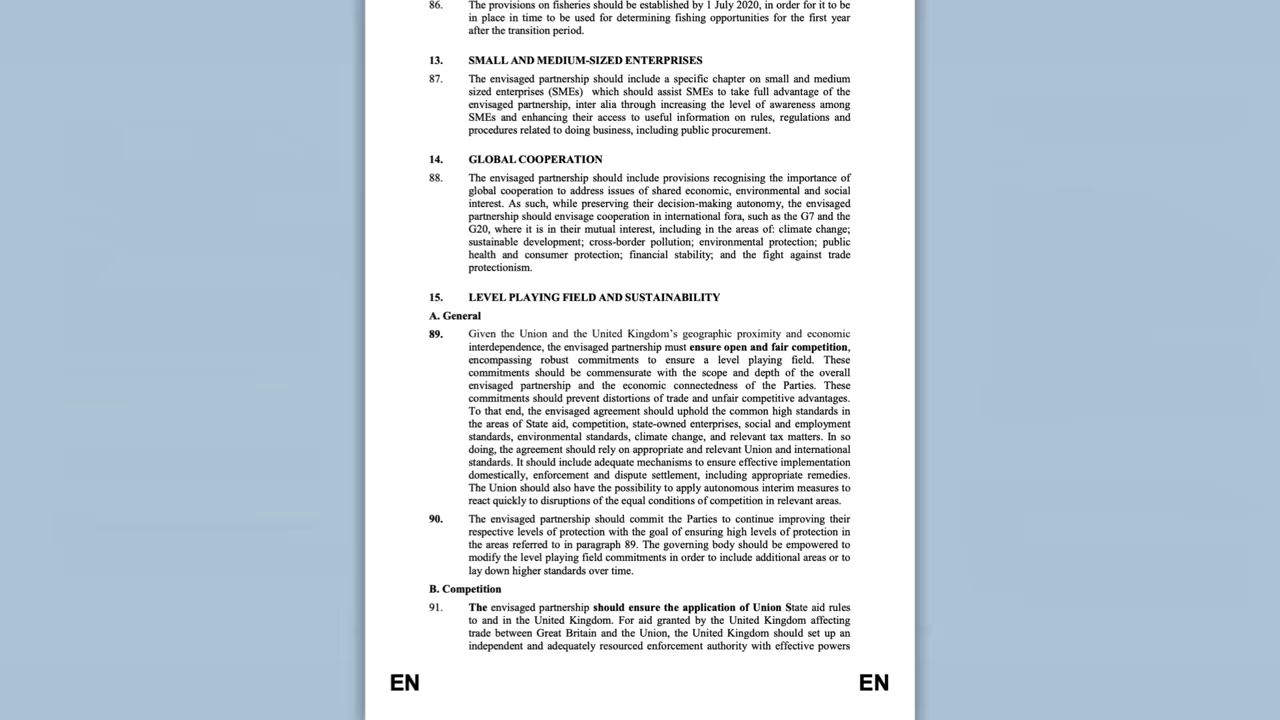 86. The provisions on fisheries should be established by 1 July 2020, in order for it to be
in place in time to be used for determining fishing opportunities for the first year
after the transition period.
13. SMALL AND MEDIUM-SIZED ENTERPRISES
87. The envisaged partnership should include a specific chapter on small and medium
sized enterprises (SMEs) which should assist SMEs to take full advantage of the
envisaged partnership, inter alia through increasing the level of awareness among
SMEs and enhancing their access to useful information on rules, regulations and
procedures related to doing business, including public procurement.
14. GLOBAL COOPERATION
88. The envisaged partnership should include provisions recognising the importance of
global cooperation to address issues of shared economic, environmental and social
interest. As such, while preserving their decision-making autonomy, the envisaged
partnership should envisage cooperation in international fora, such as the G7 and the
G20, where it is in their mutual interest, including in the areas of: climate change;
sustainable development; cross-border pollution; environmental protection; public
health and consumer protection; financial stability; and the fight against trade
protectionism.
15. LEVEL PLAYING FIELD AND SUSTAINABILITY
A. General
89. Given the Union and the United Kingdom's geographic proximity and economic
interdependence, the envisaged partnership must ensure open and fair competition,
encompassing robust commitments to ensure a level playing field. These
commitments should be commensurate with the scope and depth of the overall
envisaged partnership and the economic connectedness of the Parties. These
commitments should prevent distortions of trade and unfair competitive advantages.
To that end, the envisaged agreement should uphold the common high standards in
the areas of State aid, competition, state-owned enterprises, social and employment
standards, environmental standards, climate change, and relevant tax matters. In so
doing, the agreement should rely on appropriate and relevant Union and international
standards. It should include adequate mechanisms to ensure effective implementation
domestically, enforcement and dispute settlement, including appropriate remedies.
The Union should also have the possibility to apply autonomous interim measures to
react quickly to disruptions of the equal conditions of competition in relevant areas.
90. The envisaged partnership should commit the Parties to continue improving their
respective levels of protection with the goal of ensuring high levels of protection in
the areas referred to in paragraph 89. The governing body should be empowered to
modify the level playing field commitments in order to include additional areas or to
lay down higher standards over time.
B. Competition
91. The envisaged partnership should ensure the application of Union State aid rules
to and in the United Kingdom. For aid granted by the United Kingdom affecting
trade between Great Britain and the Union, the United Kingdom should set up an
independent and adequately resourced enforcement authority with effective powers
EN EN